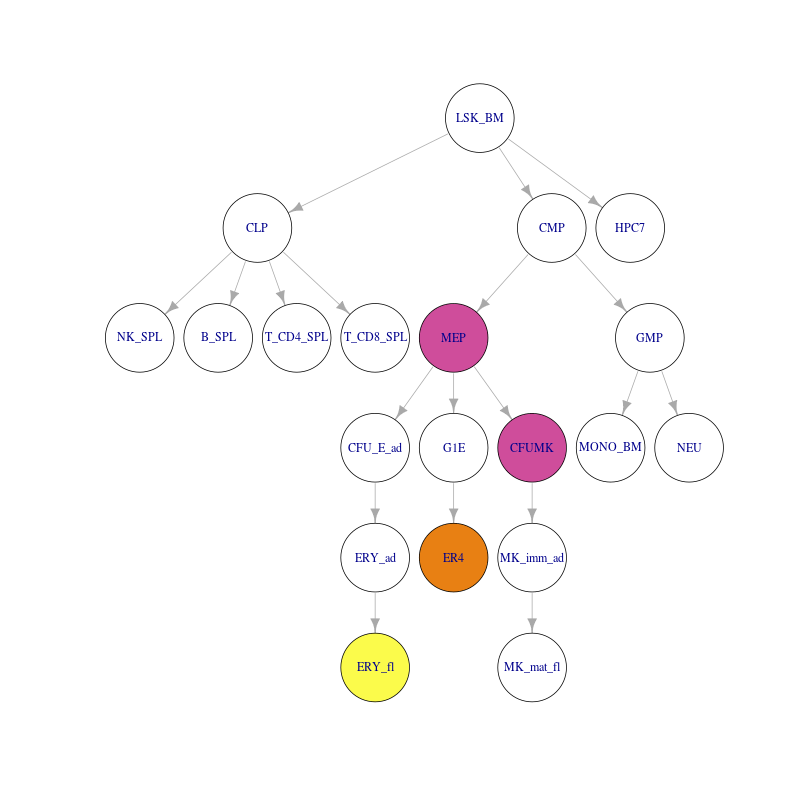 LSK_BM
CLP
CMP
HPC7
NK_SPL
B_SPL
T_CD4_SPL
T_CD8_SPL
MEP
GMP
CFU_E_ad
G1E
CFUMK
MONO_BM
NEU
ERY_ad
ER4
MK_imm_ad
ERY_fl
MK_mat_fl